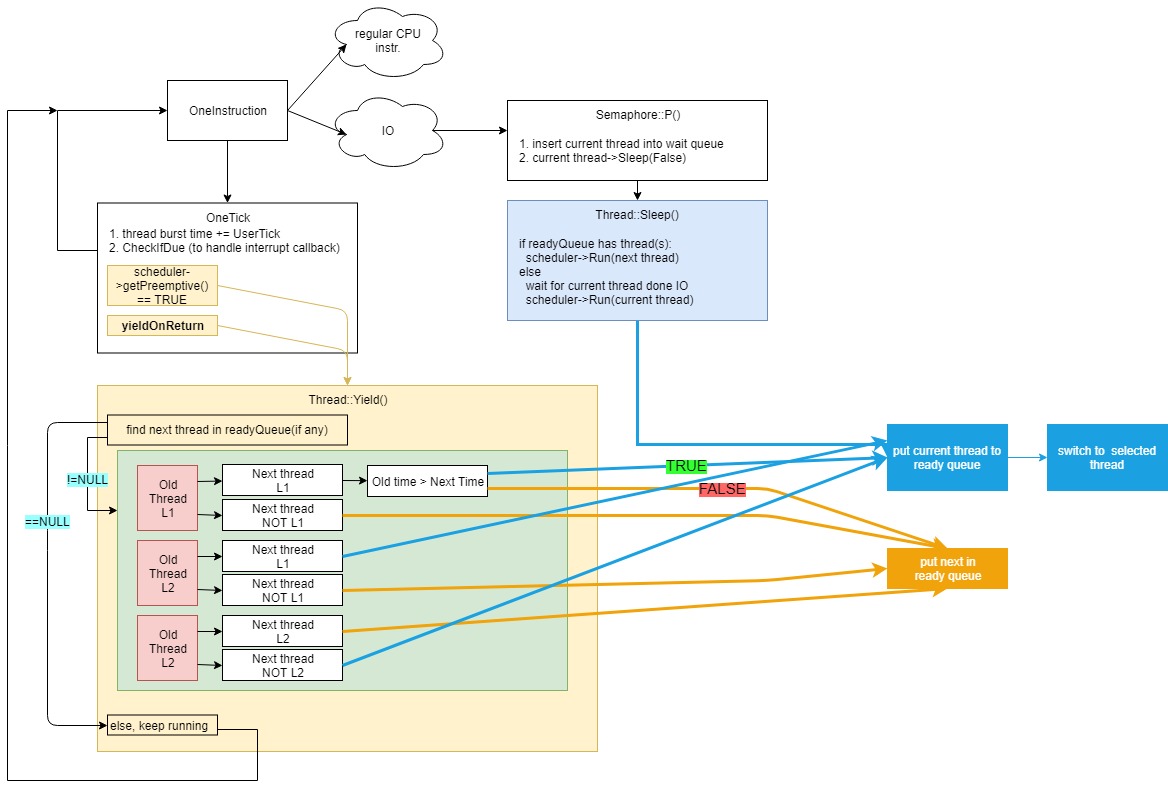 regular CPU
instr.
OneInstruction
IO
Semaphore::P()
1. insert current thread into wait queue
2. current thread->Sleep(False)
OneTick
1. thread burst time += UserTick
2. CheckIfDue (to handle interrupt callback)
scheduler-
>getPreemptive()
== TRUE
yieldOnReturn
Thread::Sleep()
if readyQueue has thread(s):
scheduler->Run(next thread)
else
wait for current thread done IO
scheduler->Run(current thread)
Thread::Yield()
find next thread in readyQueue(if any)
!=NULL
==NULL
Old
Thread
L1
Next thread
L1
Old time > Next Time
TRUE
FALSE
Next thread
NOT L1
Old
Thread
L2
Next thread
L1
Next thread
NOT L1
Old
Thread
L2
Next thread
L2
Next thread
NOT L2
else, keep running
put current thread to
ready queue
switch to selected
thread
put next in
ready queue